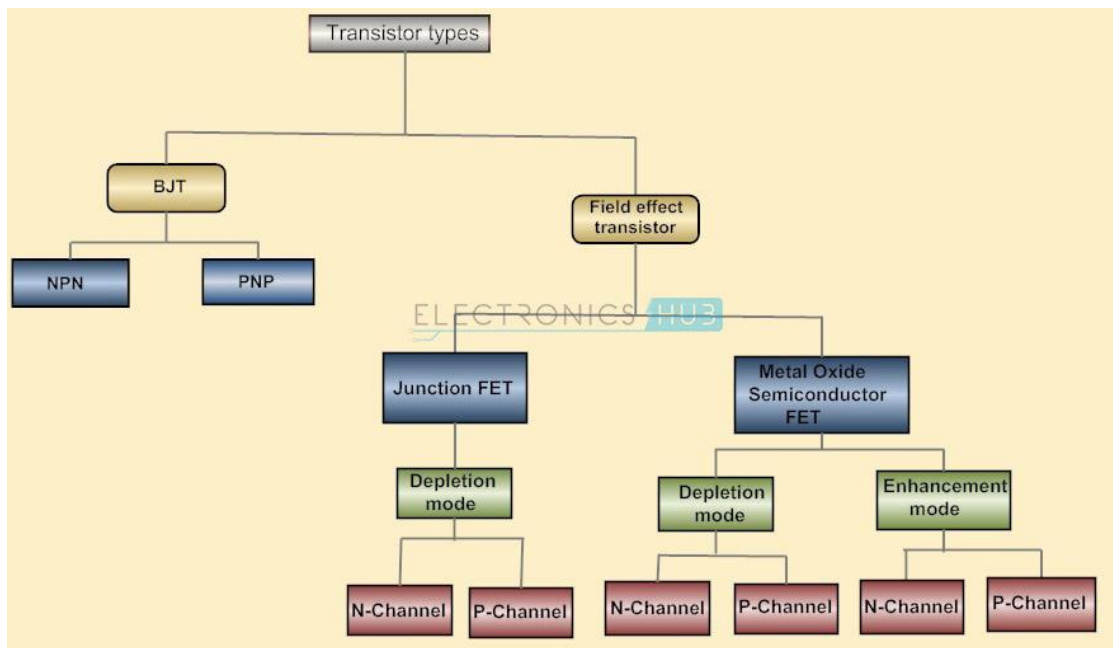 Transistor types
BJT
Field effect
transistor
NPN
PNP
ELECTRONICS HUB
Junction FET
Metal Oxide
Semiconductor
FET
Depletion
mode
Depletion
mode
Enhancement
mode
N-Channel
P-Channel
N-Channel
P-Channel
N-Channel
P-Channel